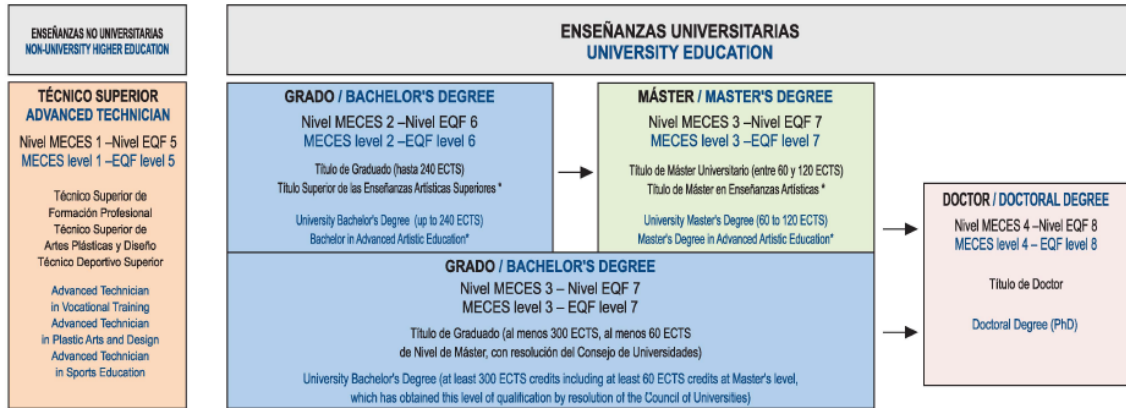 ENSEÑANZAS NO UNIVERSITARIAS
NON-UNIVERSITY HIGHER EDUCATION
ENSEÑANZAS UNIVERSITARIAS
UNIVERSITY EDUCATION
TÉCNICO SUPERIOR
ADVANCED TECHNICIAN
Nivel MECES 1 –Nivel EQF 5
MECES level 1 –EQF level 5
Técnico Superior de
Formación Profesional
Técnico Superior de
Artes Plásticas y Diseño
Técnico Deportivo Superior
Advanced Technician
in Vocational Training
Advanced Technician
in Plastic Arts and Design
Advanced Technician
in Sports Education
GRADO / BACHELOR'S DEGREE
Nivel MECES 2 –Nivel EQF 6
MECES level 2 –EQF level 6
Título de Graduado (hasta 240 ECTS)
Título Superior de las Enseñanzas Artísticas Superiores *
University Bachelor's Degree (up to 240 ECTS)
Bachelor in Advanced Artistic Education*
MÁSTER / MASTER'S DEGREE
Nivel MECES 3 –Nivel EQF 7
MECES level 3 –EQF level 7
Título de Máster Universitario (entre 60 y 120 ECTS)
Título de Máster en Enseñanzas Artísticas *
University Master's Degree (60 to 120 ECTS)
Master's Degree in Advanced Artistic Education*
GRADO / BACHELOR'S DEGREE
Nivel MECES 3 – Nivel EQF 7
MECES level 3 – EQF level 7
Título de Graduado (al menos 300 ECTS, al menos 60 ECTS
de Nivel de Máster, con resolución del Consejo de Universidades)
University Bachelor's Degree (at least 300 ECTS credits including at least 60 ECTS credits at Master's level,
which has obtained this level of qualification by resolution of the Council of Universities)
DOCTOR / DOCTORAL DEGREE
Nivel MECES 4 –Nivel EQF 8
MECES level 4 – EQF level 8
Título de Doctor
Doctoral Degree (PhD)